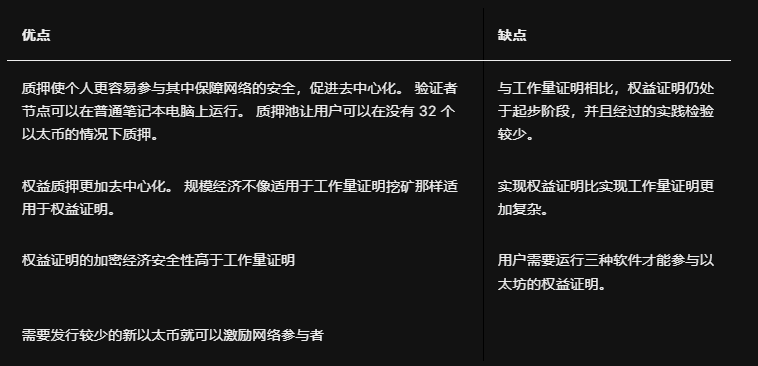 优点
缺点
质押使个人更容易参与其中保障网络的安全，促进去中心化。 验证者
节点可以在普通笔记本电脑上运行。 质押池让用户可以在没有 32 个
以太币的情况下质押。
与工作量证明相比，权益证明仍处
于起步阶段，并且经过的实践检验
较少。
权益质押更加去中心化。 规模经济不像适用于工作量证明挖矿那样适
用于权益证明。
实现权益证明比实现工作量证明更
加复杂。
权益证明的加密经济安全性高于工作量证明
用户需要运行三种软件才能参与以
太坊的权益证明。
需要发行较少的新以太币就可以激励网络参与者